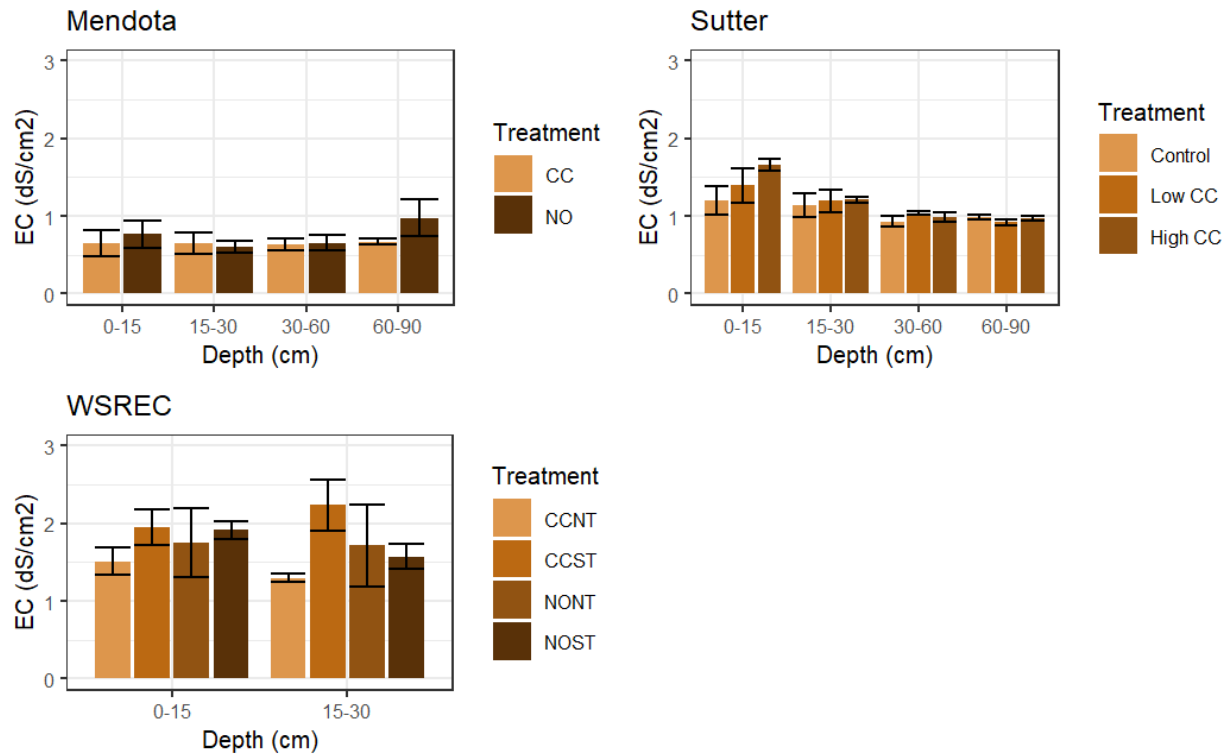 Mendota
3
2
1
0
EC (dS/cm2)
0-15 15-30 30-60 60-90
Depth (cm)
Treatment
CC
NO
Sutter
3
2
1
0
EC (dS/cm2)
0-15 15-30 30-60 60-90
Depth (cm)
Treatment
Control
Low CC
High CC
WSREC
3
2
1
0
EC (dS/cm2)
0-15 15-30
Depth (cm)
Treatment
CCNT
CCST
NONT
NOST